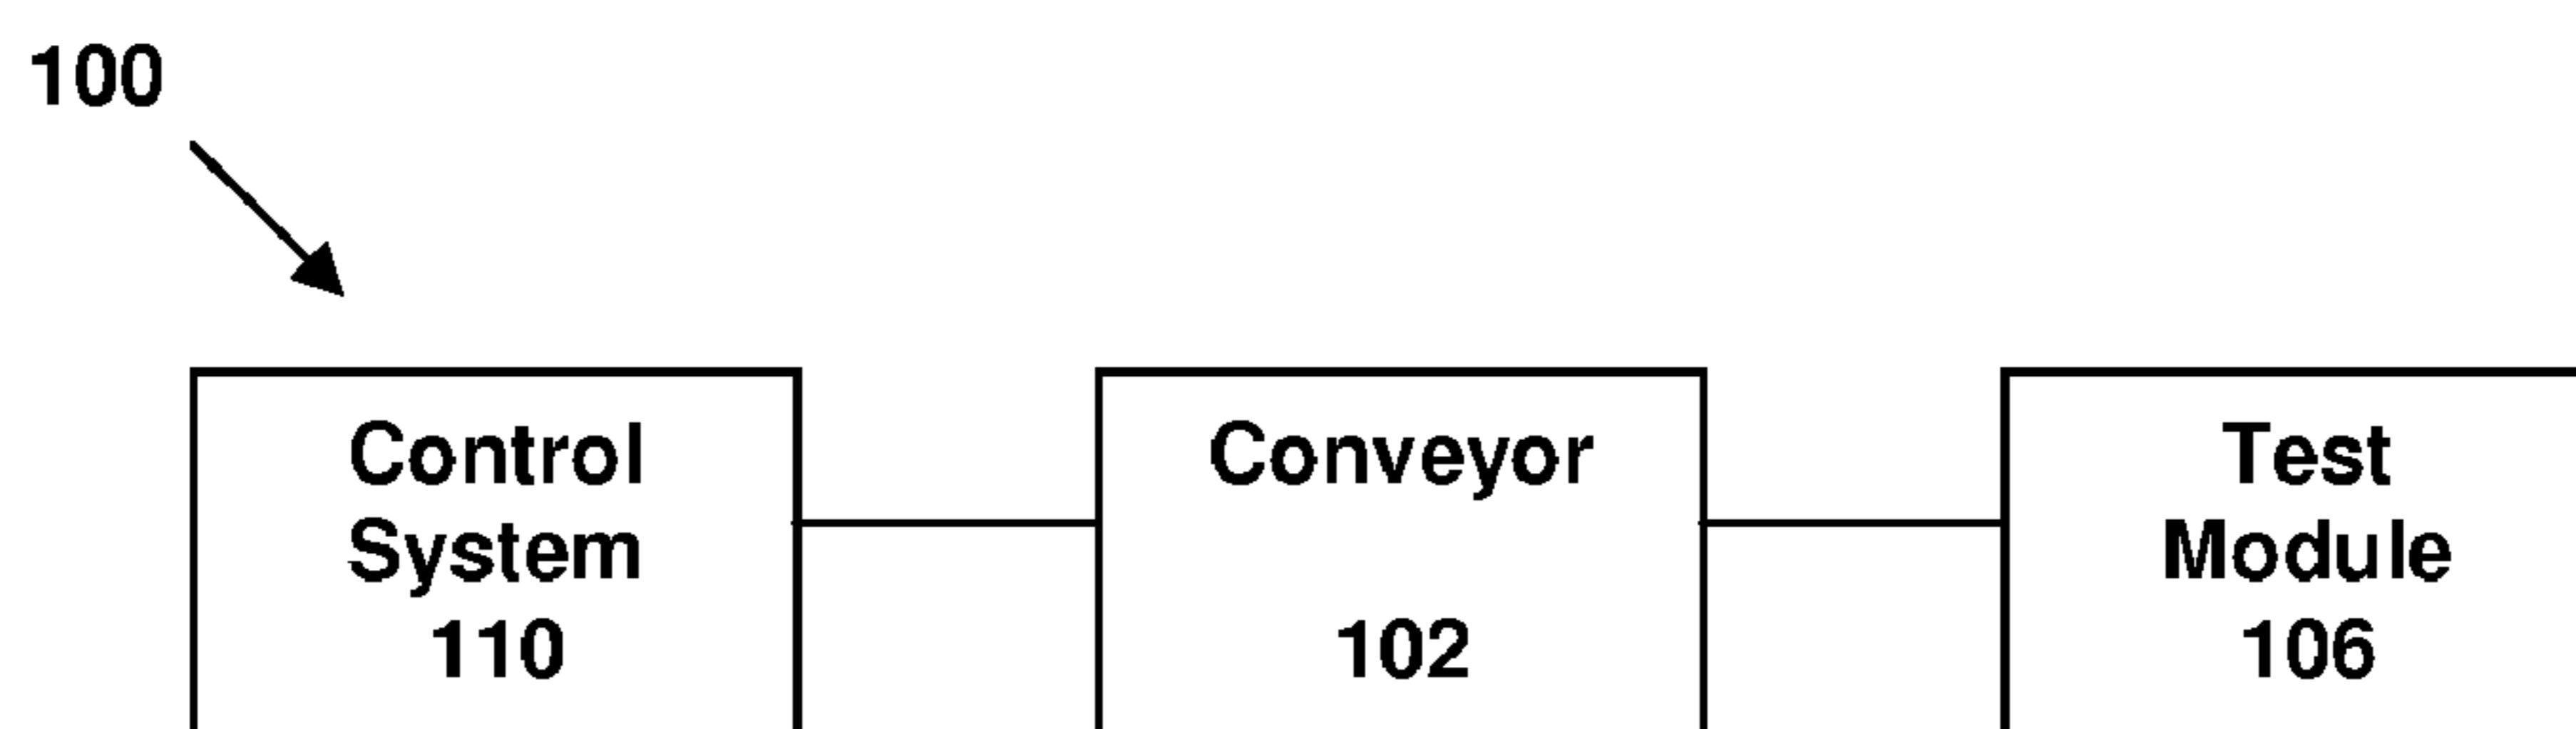 100
Control
System
110
Conveyor
102
Test
Module
106